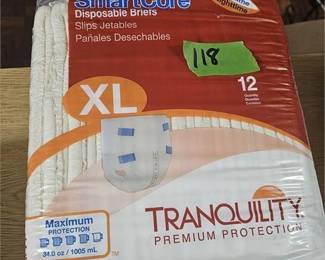 SmartCore
Disposable Briefs
Slips Jetables
Pañales Desechables
118
XL
12
Maximum
PROTECTION
34.0 oz / 1005 mL
TM
TRANQUILITY
PREMIUM PROTECTION